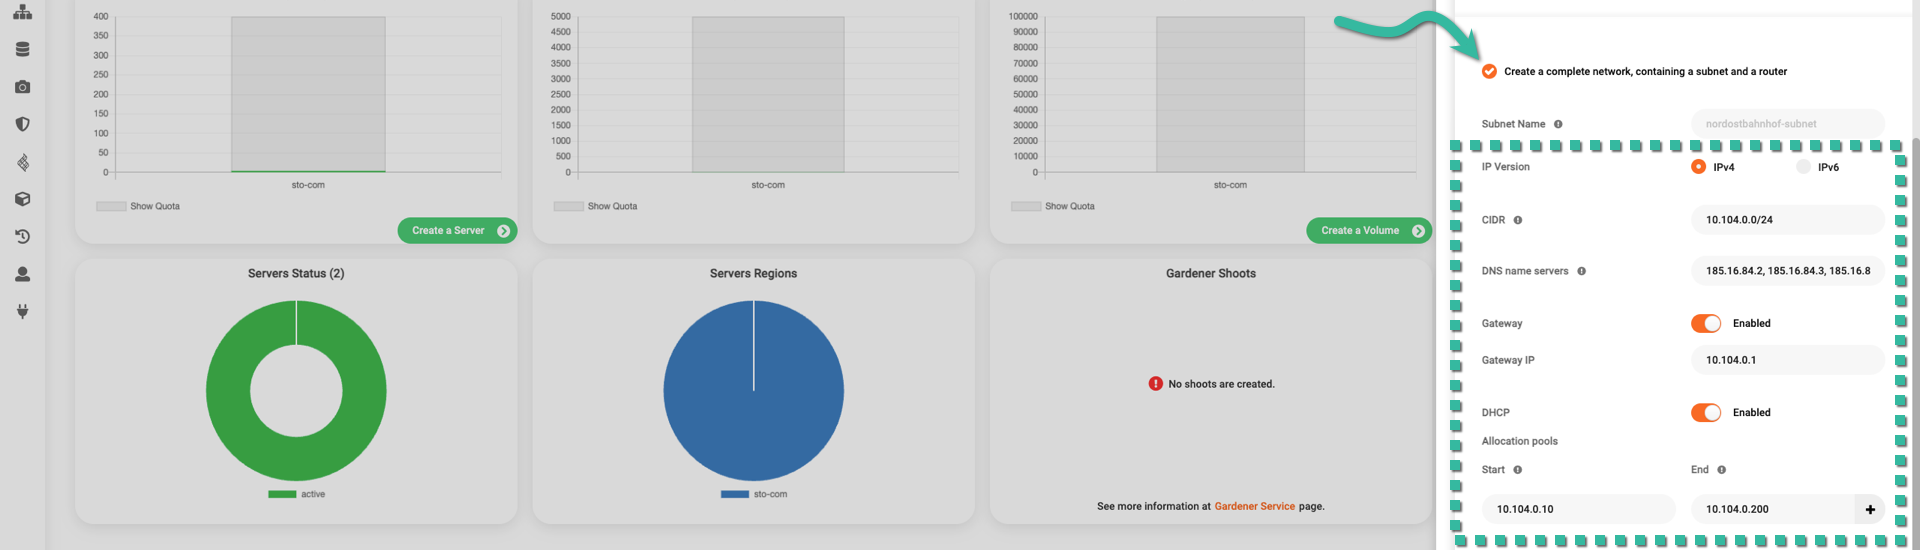 400
350
300
250
200
150
100
50
0
sto-com
Show Quota
Create a Server
5000
4500
4000
3500
3000
2500
2000
1500
1000
500
0
sto-com
Show Quota
100000
90000
80000
70000
60000
50000
40000
30000
20000
10000
0
sto-com
Show Quota
Create a Volume
Servers Status (2)
active
Servers Regions
sto-com
Gardener Shoots
No shoots are created.
See more information at Gardener Service page.
Create a complete network, containing a subnet and a router
Subnet Name
nordostbahnhof-subnet
IP Version
IPv4
IPv6
CIDR
10.104.0.0/24
DNS name servers
185.16.84.2, 185.16.84.3, 185.16.8
Gateway
Enabled
Gateway IP
10.104.0.1
DHCP
Enabled
Allocation pools
Start
End
10.104.0.10
10.104.0.200